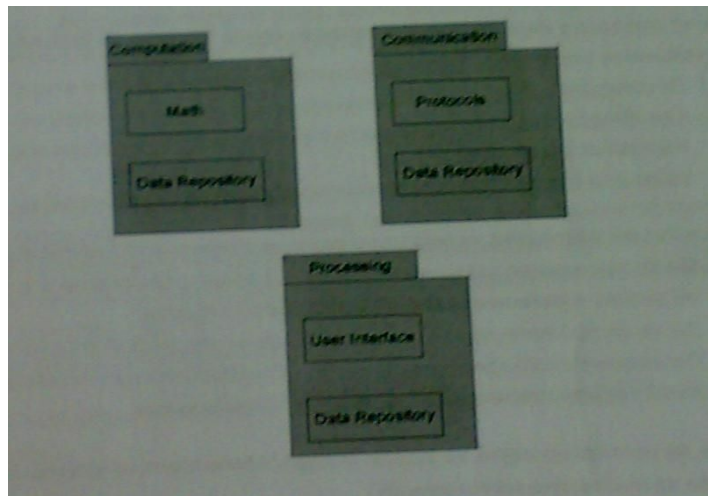 Computation
Math
Data Repository
Communication
Protocols
Data Repository
Processing
User Interface
Data Repository